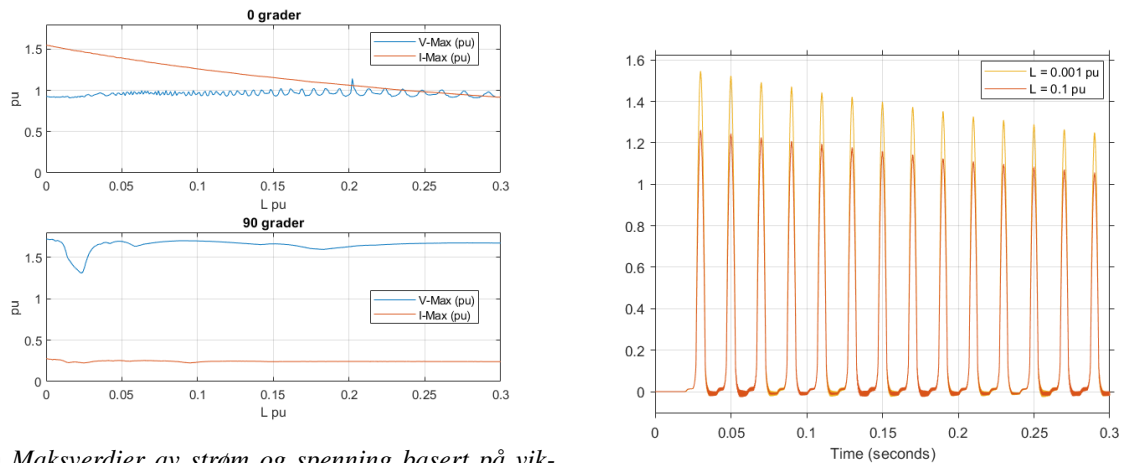 0 grader
V-Max (pu)
I-Max (pu)
pu
1.5
1
0.5
0
0 0.05 0.1 0.15 0.2 0.25 0.3
L pu
90 grader
V-Max (pu)
I-Max (pu)
pu
1.5
1
0.5
0
0 0.05 0.1 0.15 0.2 0.25 0.3
L pu
Maksverdier av strøm og spenning basert på vik-
L = 0.001 pu
L = 0.1 pu
1.6
1.4
1.2
1
0.8
0.6
0.4
0.2
0
0 0.05 0.1 0.15 0.2 0.25 0.3
Time (seconds)